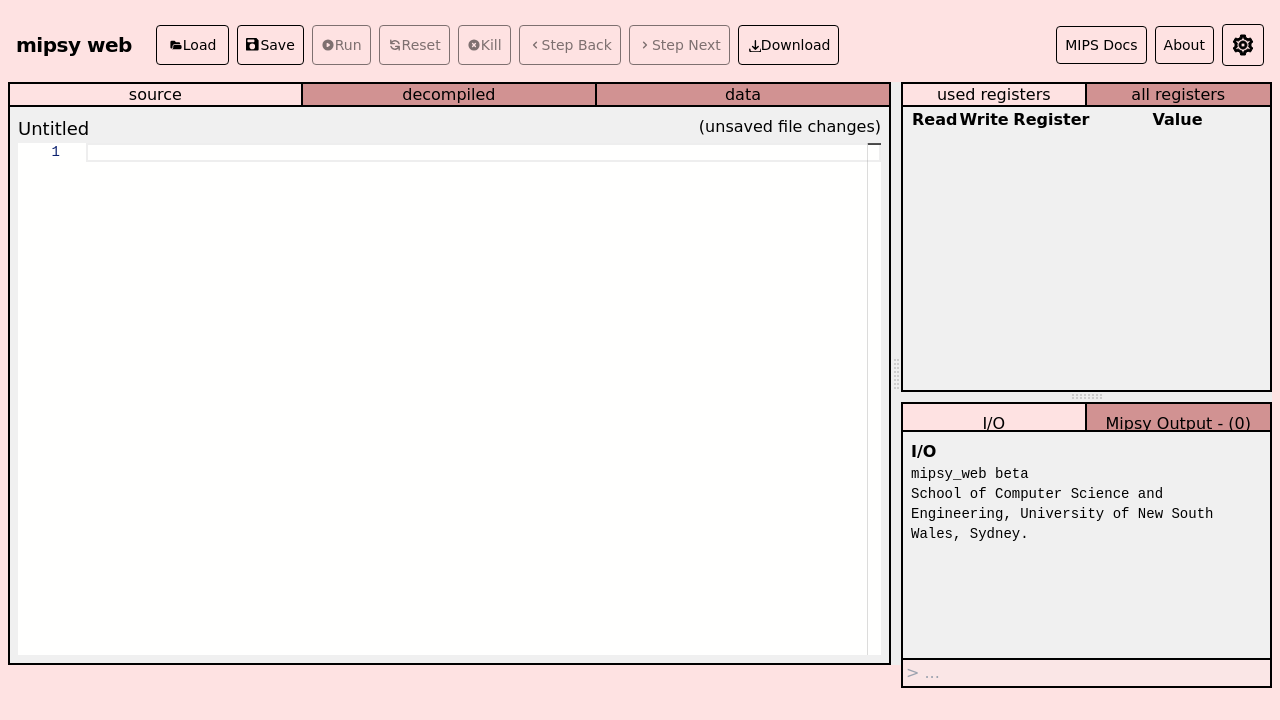 mipsy web
Load
Save
Run
Reset
Kill
Step Back
Step Next
Download
MIPS Docs
About
source
decompiled
data
Untitled
(unsaved file changes)
1
used registers
all registers
Read Write Register Value
I/O
Mipsy Output - (0)
I/O
mipsy_web beta
School of Computer Science and
Engineering, University of New South
Wales, Sydney.
> ...